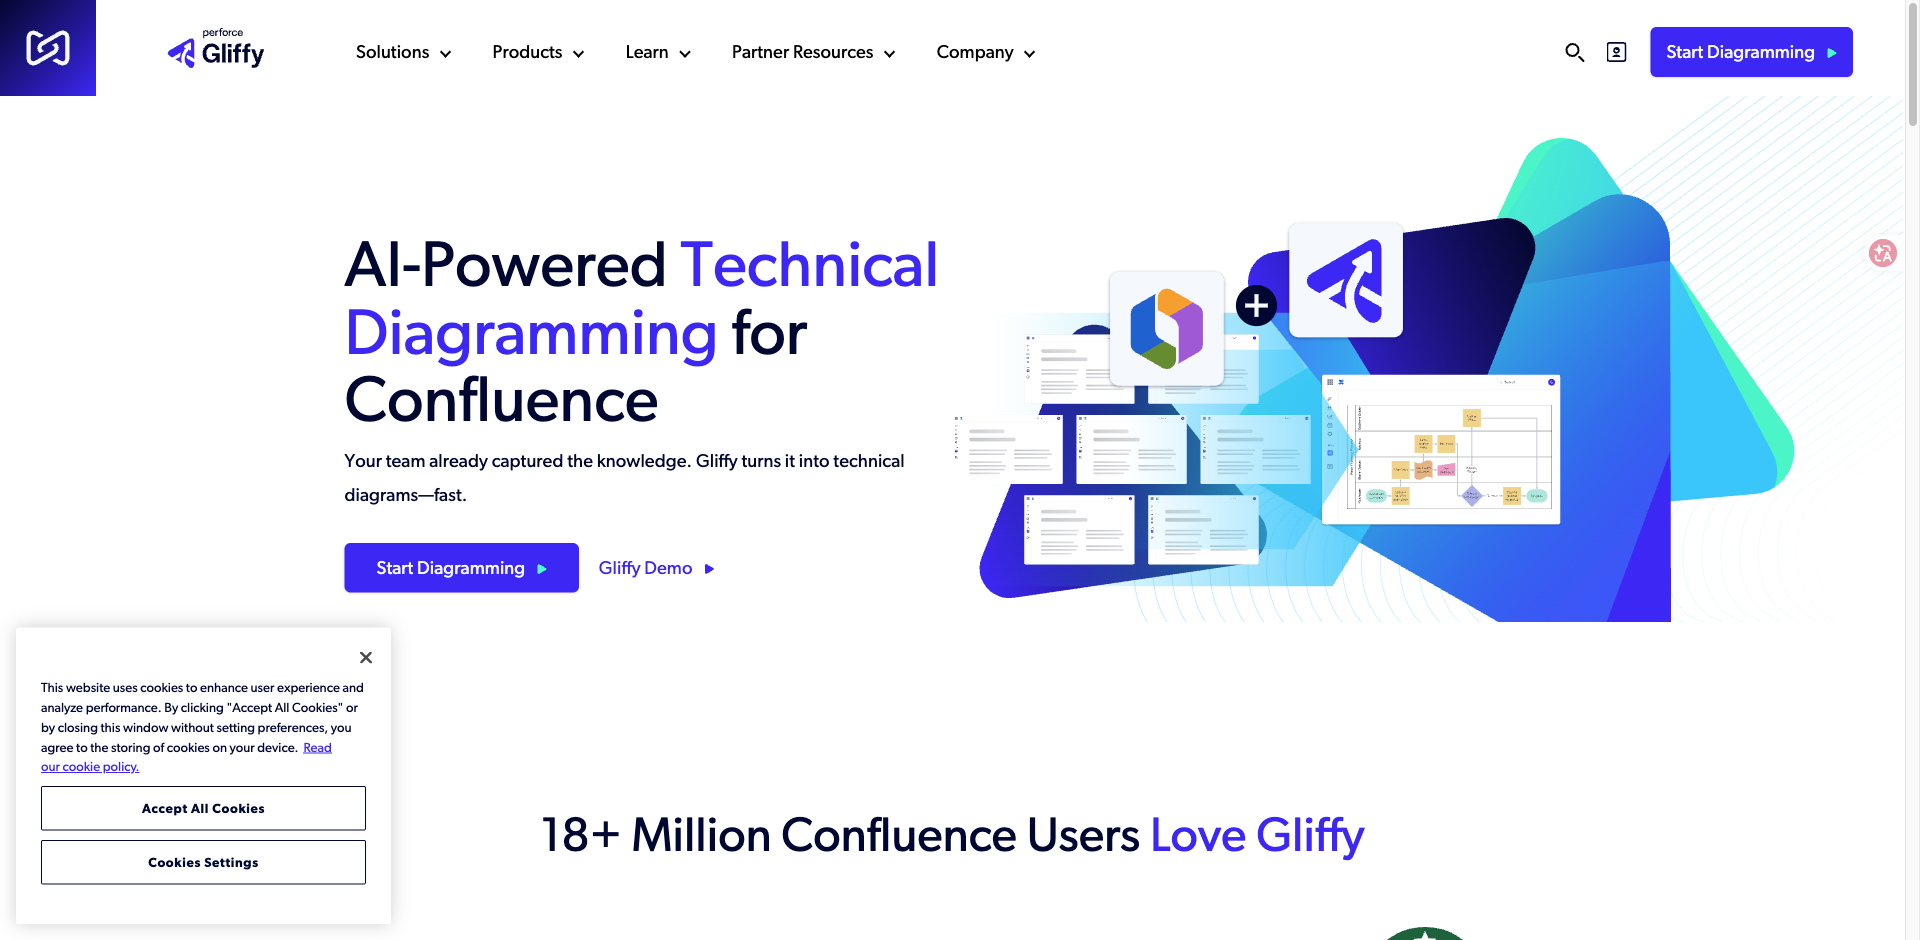 perforce
Gliffy
Solutions
Products
Learn
Partner Resources
Company
Start Diagramming
AI-Powered Technical
Diagramming for
Confluence
Your team already captured the knowledge. Gliffy turns it into technical
diagrams—fast.
Start Diagramming
Gliffy Demo
This website uses cookies to enhance user experience and
analyze performance. By clicking "Accept All Cookies" or
by closing this window without setting preferences, you
agree to the storing of cookies on your device. Read
our cookie policy.
Accept All Cookies
Cookies Settings
18+ Million Confluence Users Love Gliffy